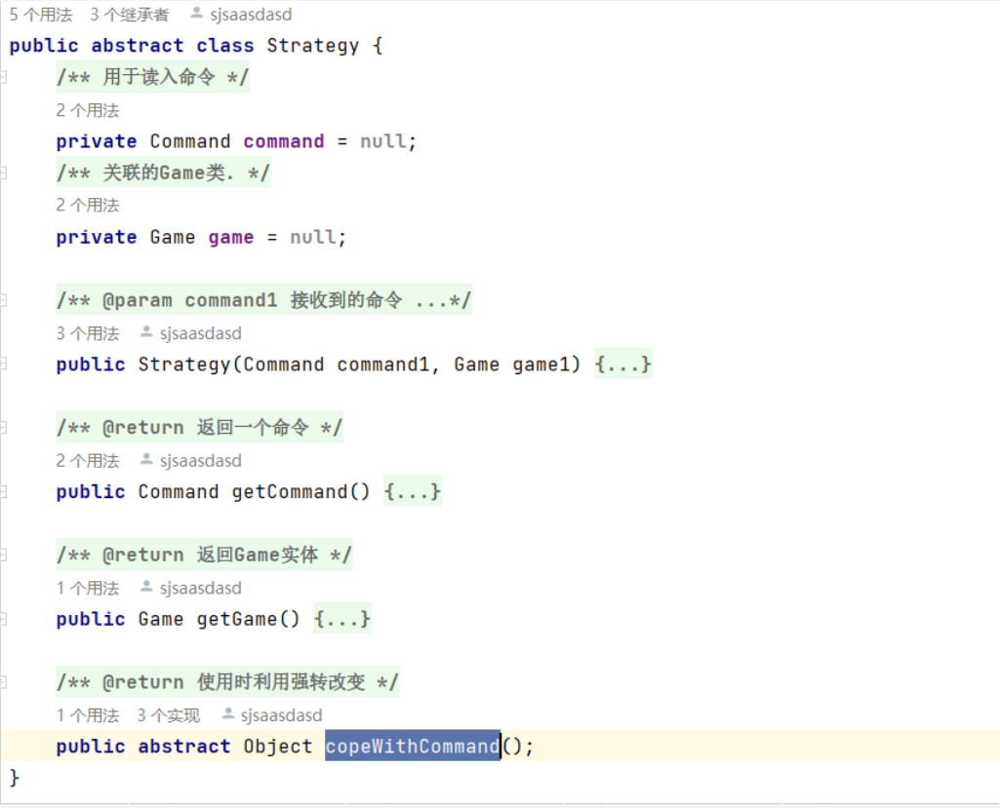 5 个用法 3 个继承者 sjsaasdasd
public abstract class Strategy {
/** 用于读入命令 */
2 个用法
private Command command = null;
/** 关联的Game类. */
2 个用法
private Game game = null;
/** @param command1 接收到的命令 ...*/
3 个用法 sjsaasdasd
public Strategy(Command command1, Game game1) {...}
/** @return 返回一个命令 */
2 个用法 sjsaasdasd
public Command getCommand() {...}
/** @return 返回Game实体 */
1 个用法 sjsaasdasd
public Game getGame() {...}
/** @return 使用时利用强转改变 */
1 个用法 3 个实现 sjsaasdasd
public abstract Object copeWithCommand();
}